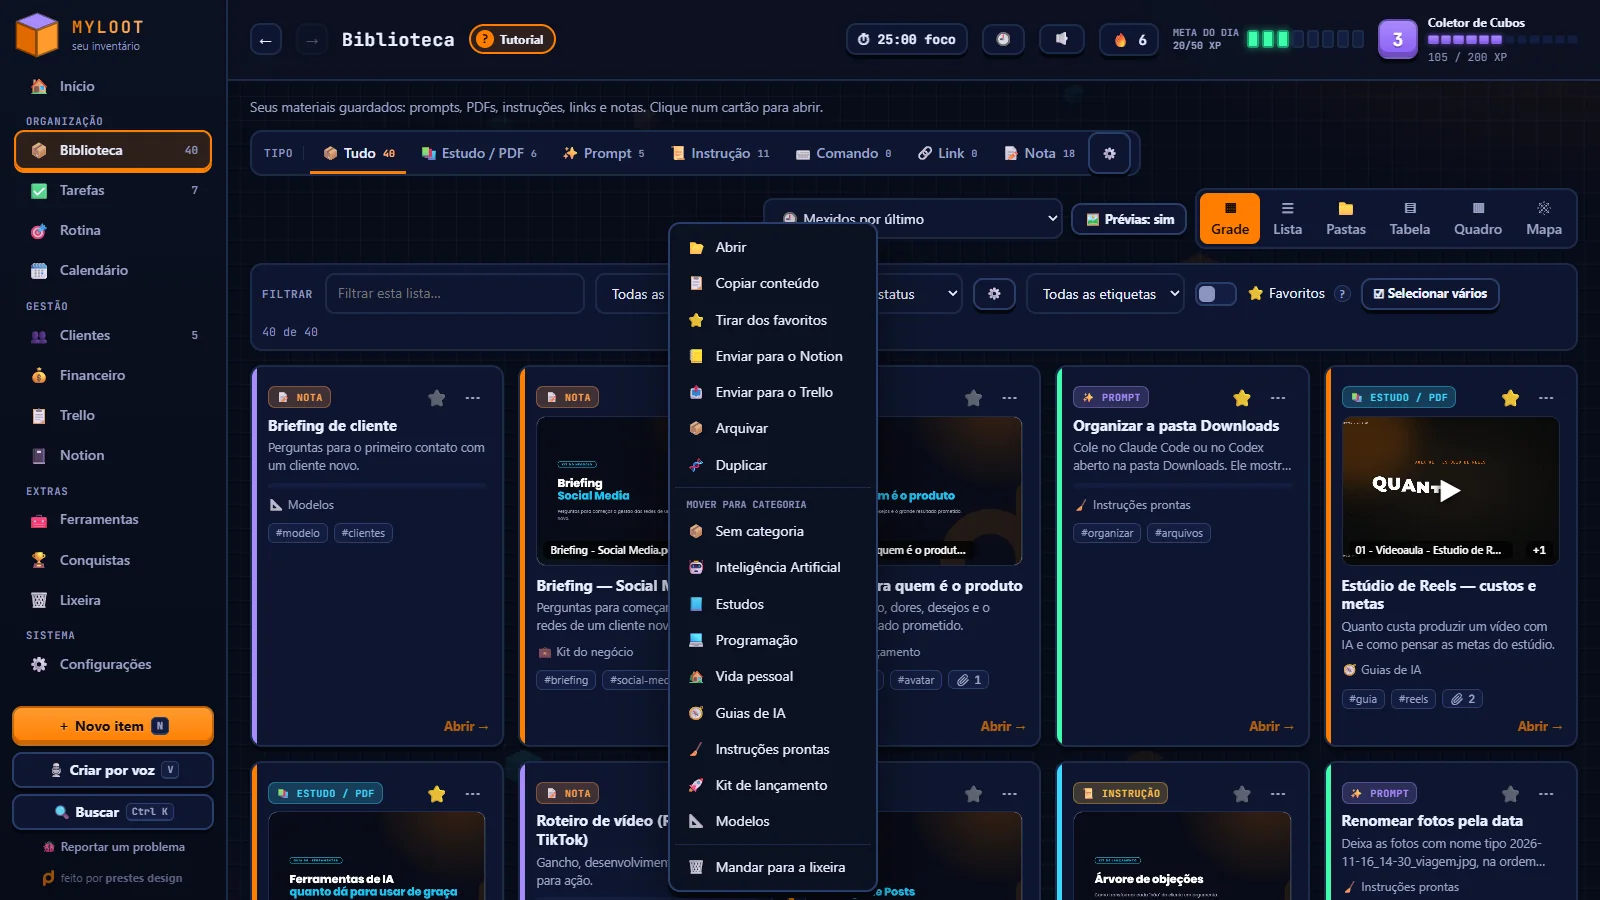 MYLOOT
seu inventário
Início
ORGANIZAÇÃO
Biblioteca 40
Tarefas 7
Rotina
Calendário
GESTÃO
Clientes 5
Financeiro
Trello
Notion
EXTRAS
Ferramentas
Conquistas
Lixeira
SISTEMA
Configurações
+ Novo item N
Criar por voz V
Buscar Ctrl K
Reportar um problema
feito por prestes design
← → Biblioteca ? Tutorial
25:00 foco
6
META DO DIA
20/50 XP
3
Coletor de Cubos
105 / 200 XP
Seus materiais guardados: prompts, PDFs, instruções, links e notas. Clique num cartão para abrir.
TIPO Tudo 40 Estudo / PDF 6 Prompt 5 Instrução 11 Comando 0 Link 0 Nota 18
Mexidos por último
Prévias: sim
Grade Lista Pastas Tabela Quadro Mapa
FILTRAR Filtrar esta lista... Todas as status Todas as etiquetas Favoritos ? Selecionar vários
40 de 40
Abrir
Copiar conteúdo
Tirar dos favoritos
Enviar para o Notion
Enviar para o Trello
Arquivar
Duplicar
MOVER PARA CATEGORIA
Sem categoria
Inteligência Artificial
Estudos
Programação
Vida pessoal
Guias de IA
Instruções prontas
Kit de lançamento
Modelos
Mandar para a lixeira
NOTA
Briefing de cliente
Perguntas para o primeiro contato com
um cliente novo.
Modelos
#modelo #clientes
Abrir →
NOTA
Briefing
Social Media
Briefing - Social Media.p
Briefing — Social M
Perguntas para começar
redes de um cliente nov
Kit do negócio
#briefing #social-med
m é o produto
quem é o produt...
ra quem é o produto
o, dores, desejos e o
ado prometido.
çamento
#avatar 1
Abrir →
PROMPT
Organizar a pasta Downloads
Cole no Claude Code ou no Codex
aberto na pasta Downloads. Ele mostr...
Instruções prontas
#organizar #arquivos
Abrir →
ESTUDO / PDF
QUANT
01 - Videoaula - Estudio de R... +1
Estúdio de Reels — custos e
metas
Quanto custa produzir um vídeo com
IA e como pensar as metas do estúdio.
Guias de IA
#guia #reels 2
Abrir →
ESTUDO / PDF
Ferramentas de IA
quanto dá para usar de graça
NOTA
Roteiro de vídeo (R
TikTok)
Gancho, desenvolvimen
para ação.
e Posts
INSTRUÇÃO
Árvore de objeções
PROMPT
Renomear fotos pela data
Deixa as fotos com nome tipo 2026-
11-16_14-30_viagem.jpg, na ordem...
Instruções prontas